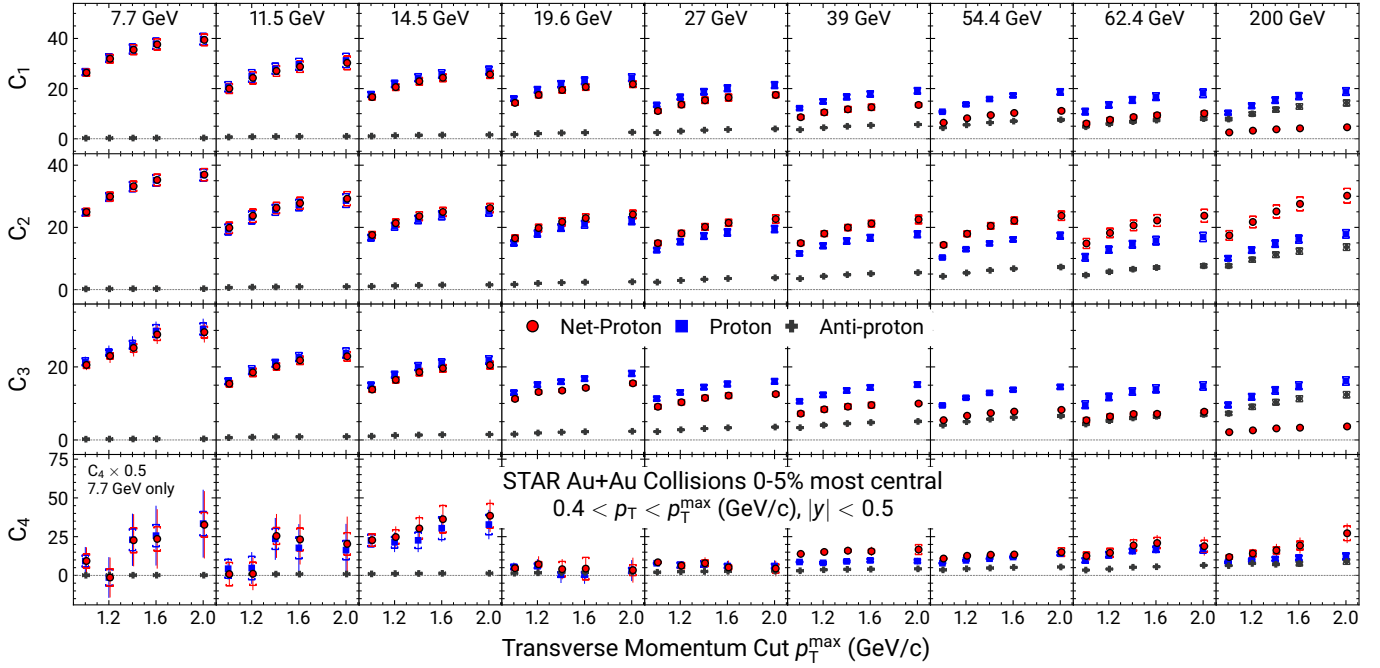 7.7 GeV 11.5 GeV 14.5 GeV 19.6 GeV 27 GeV 39 GeV 54.4 GeV 62.4 GeV 200 GeV
40
20
0
C₁
40
20
0
C₂
Net-Proton Proton Anti-proton
20
0
C₃
75
50
25
0
C₄
C₄ × 0.5
7.7 GeV only
STAR Au+Au Collisions 0-5% most central
0.4 < p_T < p_T^max (GeV/c), |y| < 0.5
1.2 1.6 2.0 1.2 1.6 2.0 1.2 1.6 2.0 1.2 1.6 2.0 1.2 1.6 2.0 1.2 1.6 2.0 1.2 1.6 2.0 1.2 1.6 2.0 1.2 1.6 2.0
Transverse Momentum Cut p_T^max (GeV/c)